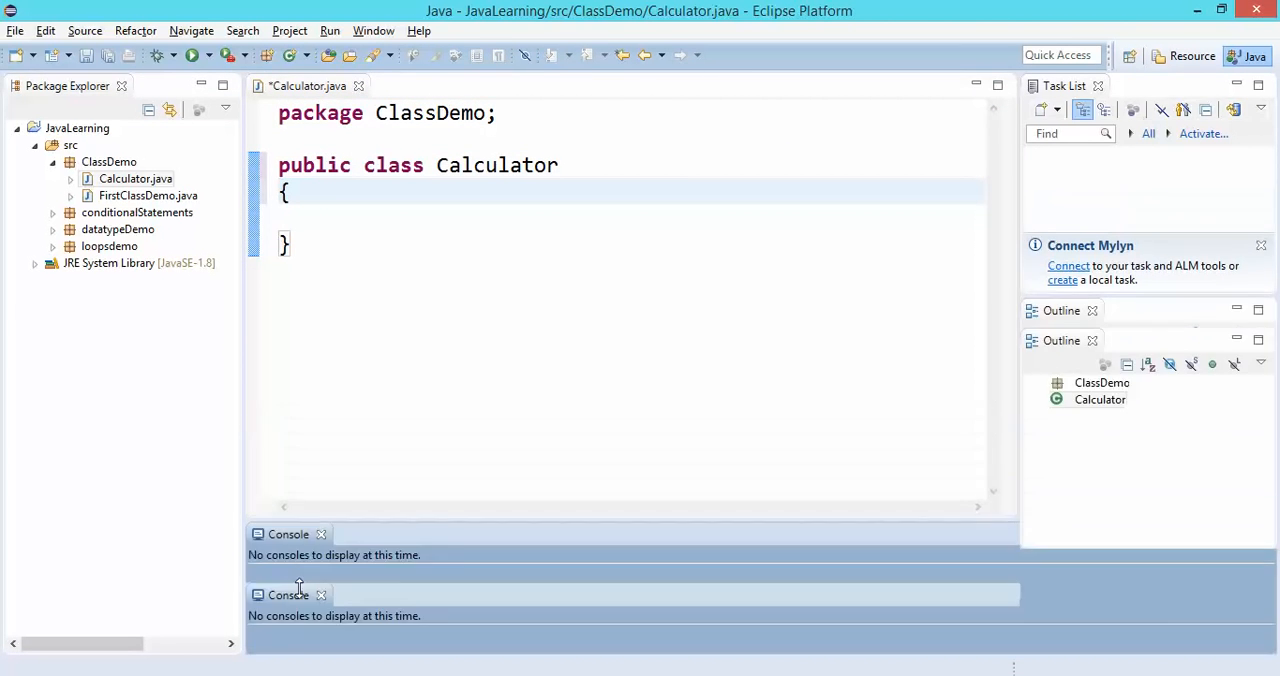 Java - JavaLearning/src/ClassDemo/Calculator.java - Eclipse Platform
File Edit Source Refactor Navigate Search Project Run Window Help
Quick Access Resource Java
Package Explorer
JavaLearning
src
ClassDemo
Calculator.java
FirstClassDemo.java
conditionalStatements
datatypeDemo
loopsdemo
JRE System Library [JavaSE-1.8]
*Calculator.java
package ClassDemo;
public class Calculator
{
}
Console
No consoles to display at this time.
Console
No consoles to display at this time.
Task List
Find All Activate...
Connect Mylyn
Connect to your task and ALM tools or
create a local task.
Outline
Outline
ClassDemo
Calculator